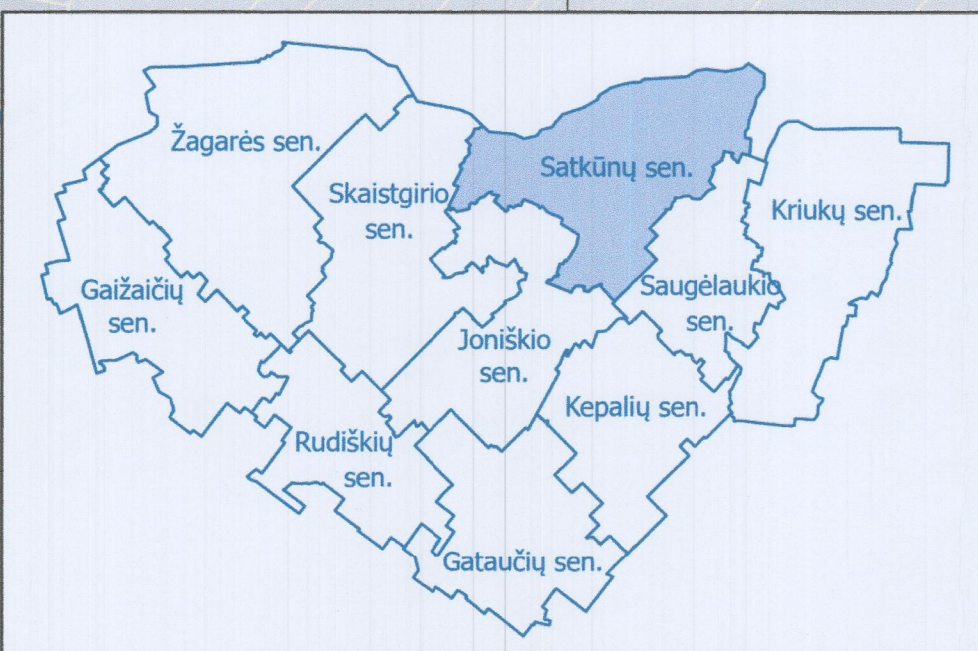 Žagarės sen.
Skaistgirio
sen.
Satkūnų sen.
Kriukų sen.
Gaižaičių
sen.
Saugėlaukio
sen.
Joniškio
sen.
Kepalių sen.
Rudiškių
sen.
Gataučių sen.